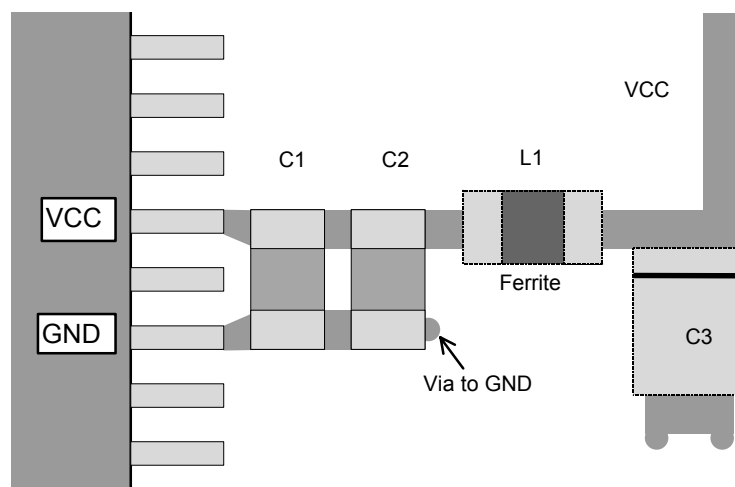 VCC
C1
C2
L1
VCC
Ferrite
GND
C3
Via to GND